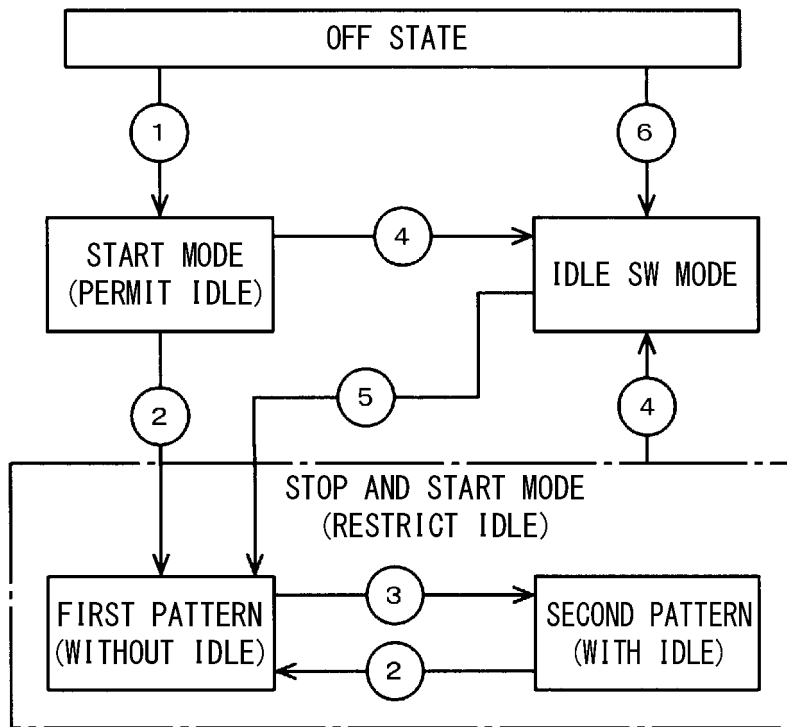 OFF STATE
1
6
START MODE
(PERMIT IDLE)
4
IDLE SW MODE
2
5
4
STOP AND START MODE
(RESTRICT IDLE)
FIRST PATTERN
(WITHOUT IDLE)
3
2
SECOND PATTERN
(WITH IDLE)